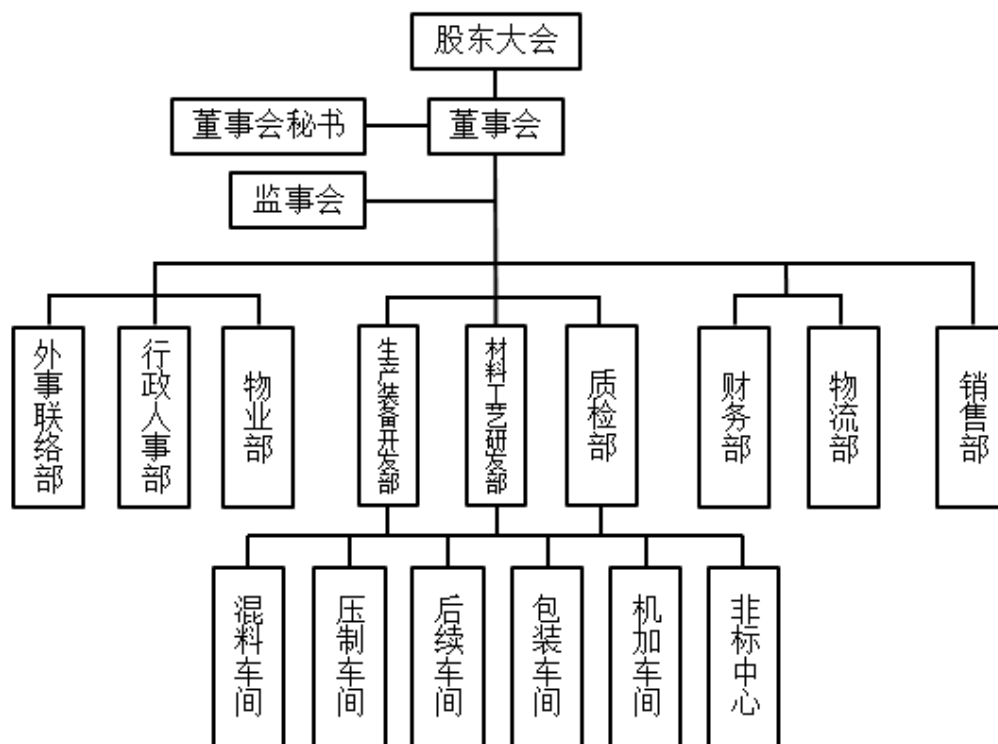 股东大会
董事会秘书
董事会
监事会
外事联络部
行政人事部
物业部
生产装备开发部
材料工艺研发部
质检部
财务部
物流部
销售部
混料车间
压制车间
后续车间
包装车间
机加车间
非标中心